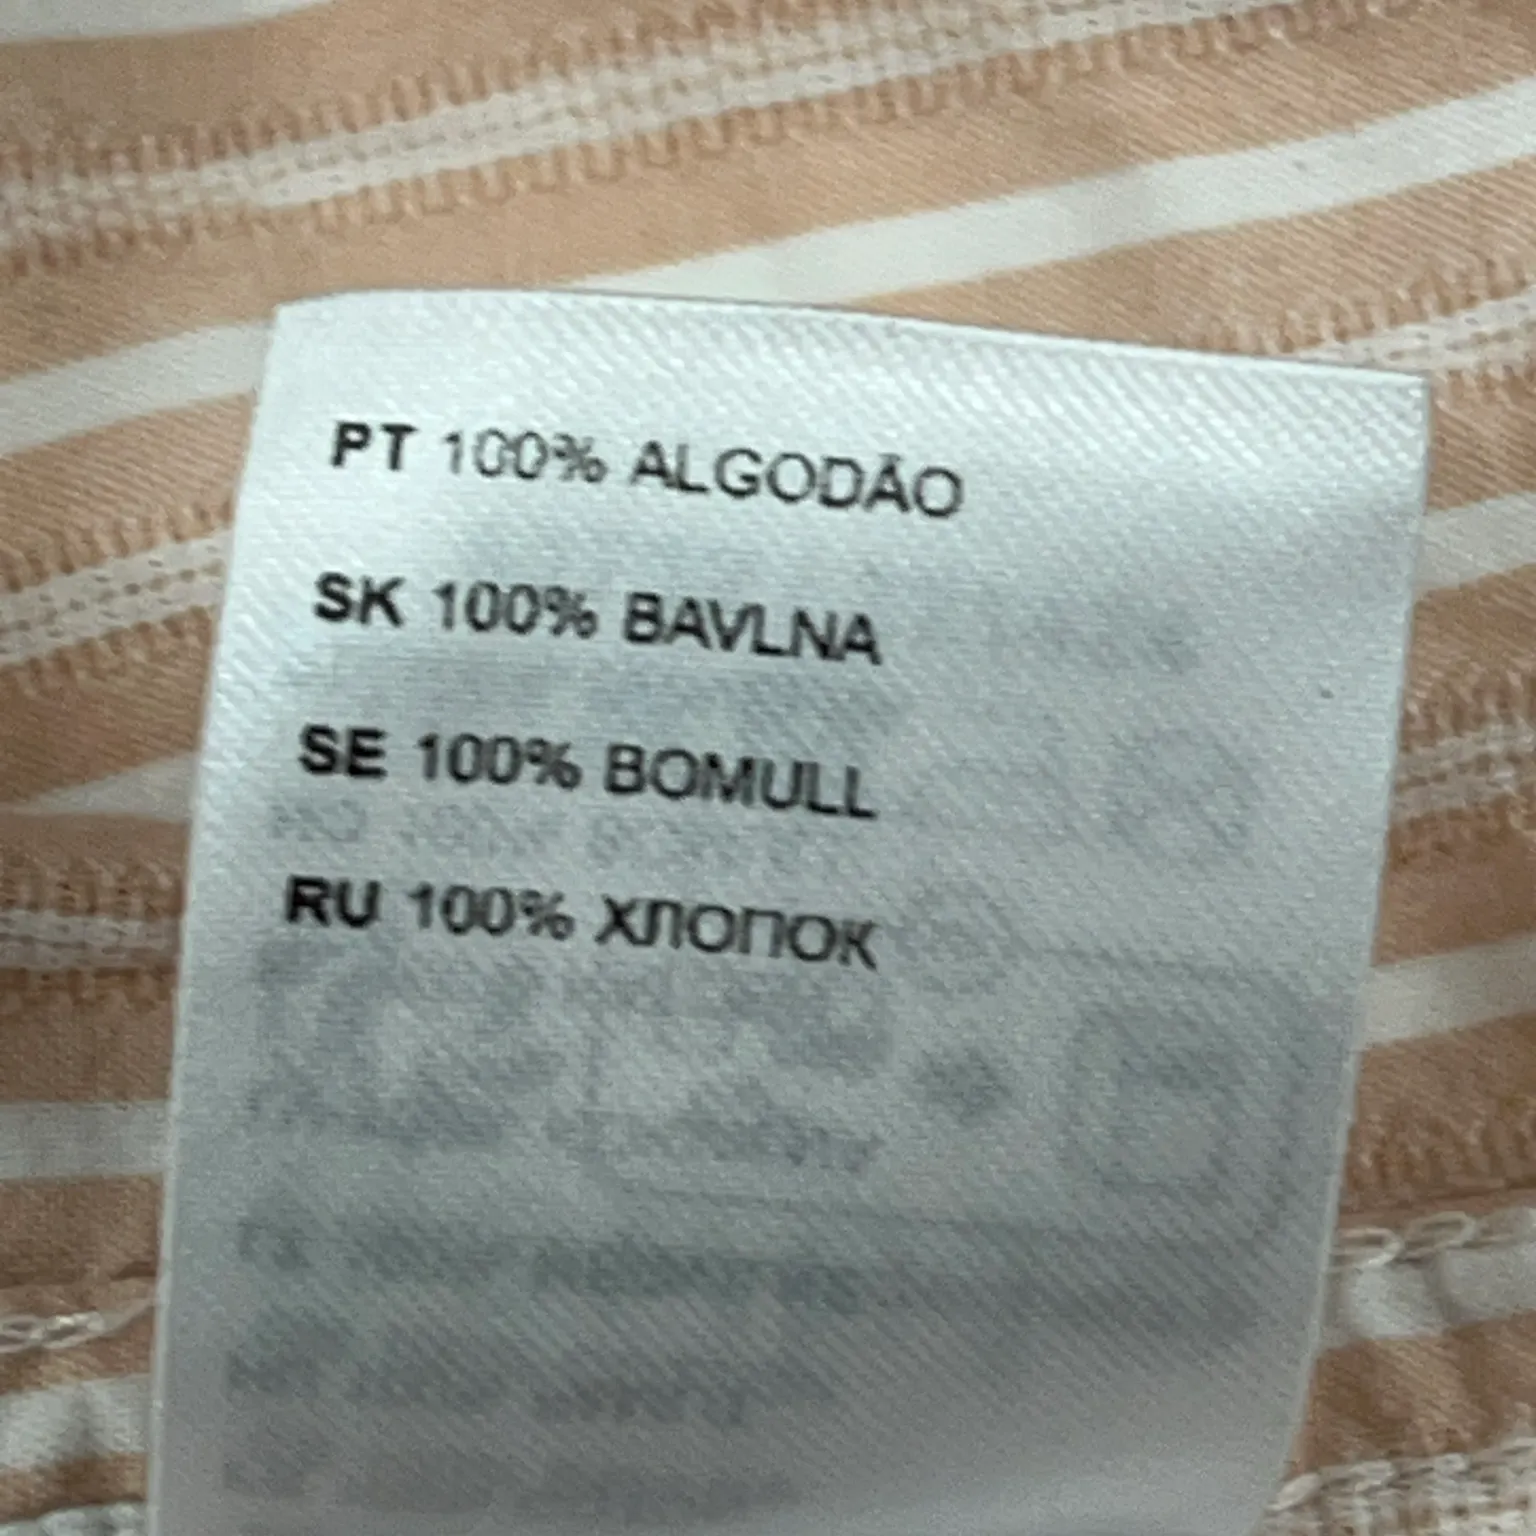 PT 100% ALGODÃO
SK 100% BAVLNA
SE 100% BOMULL
RU 100% ХЛОПОК